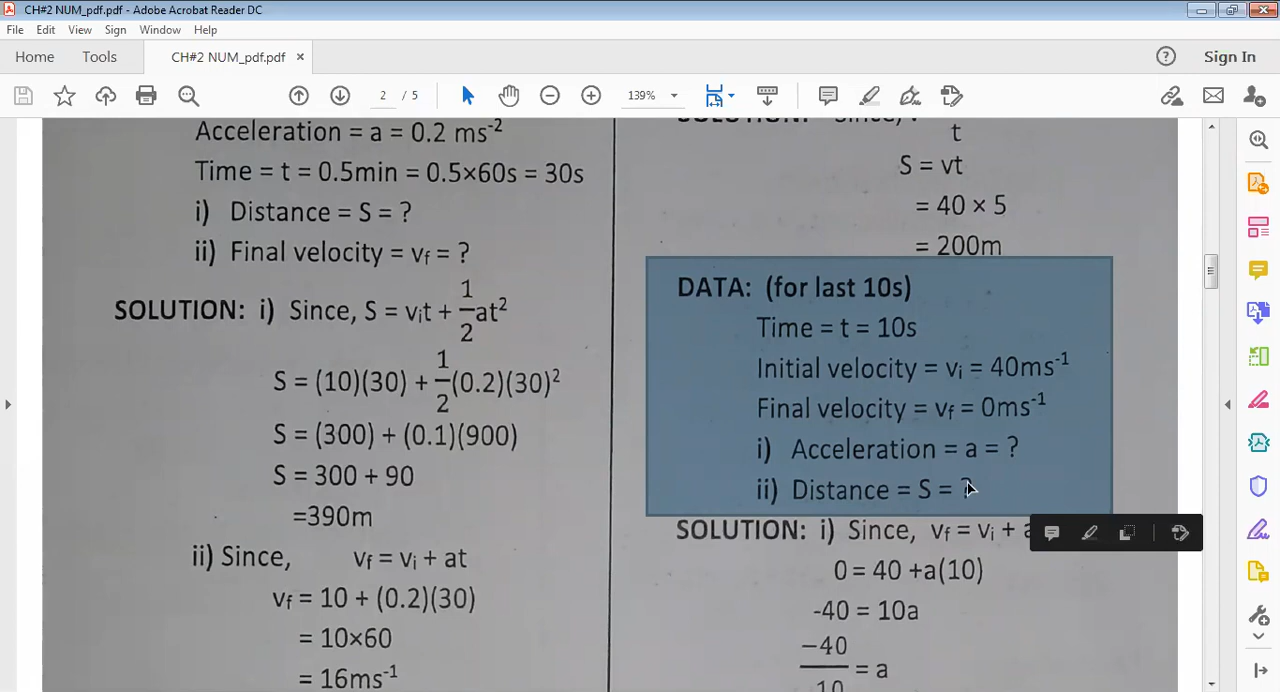 CH#2 NUM_pdf.pdf - Adobe Acrobat Reader DC
File Edit View Sign Window Help
Home Tools CH#2 NUM_pdf.pdf × Sign In
2 / 5 139%
Acceleration = a = 0.2 ms⁻²
Time = t = 0.5min = 0.5×60s = 30s
i) Distance = S = ?
ii) Final velocity = vf = ?
SOLUTION: i) Since, S = vᵢt + 1/2 at²
S = (10)(30) + 1/2 (0.2)(30)²
S = (300) + (0.1)(900)
S = 300 + 90
=390m
ii) Since, vf = vᵢ + at
vf = 10 + (0.2)(30)
= 10×60
= 16ms⁻¹
t
S = vt
= 40 × 5
= 200m
DATA: (for last 10s)
Time = t = 10s
Initial velocity = vᵢ = 40ms⁻¹
Final velocity = vf = 0ms⁻¹
i) Acceleration = a = ?
ii) Distance = S = ?
SOLUTION: i) Since, vf = vᵢ + a
0 = 40 +a(10)
-40 = 10a
−40/10 = a